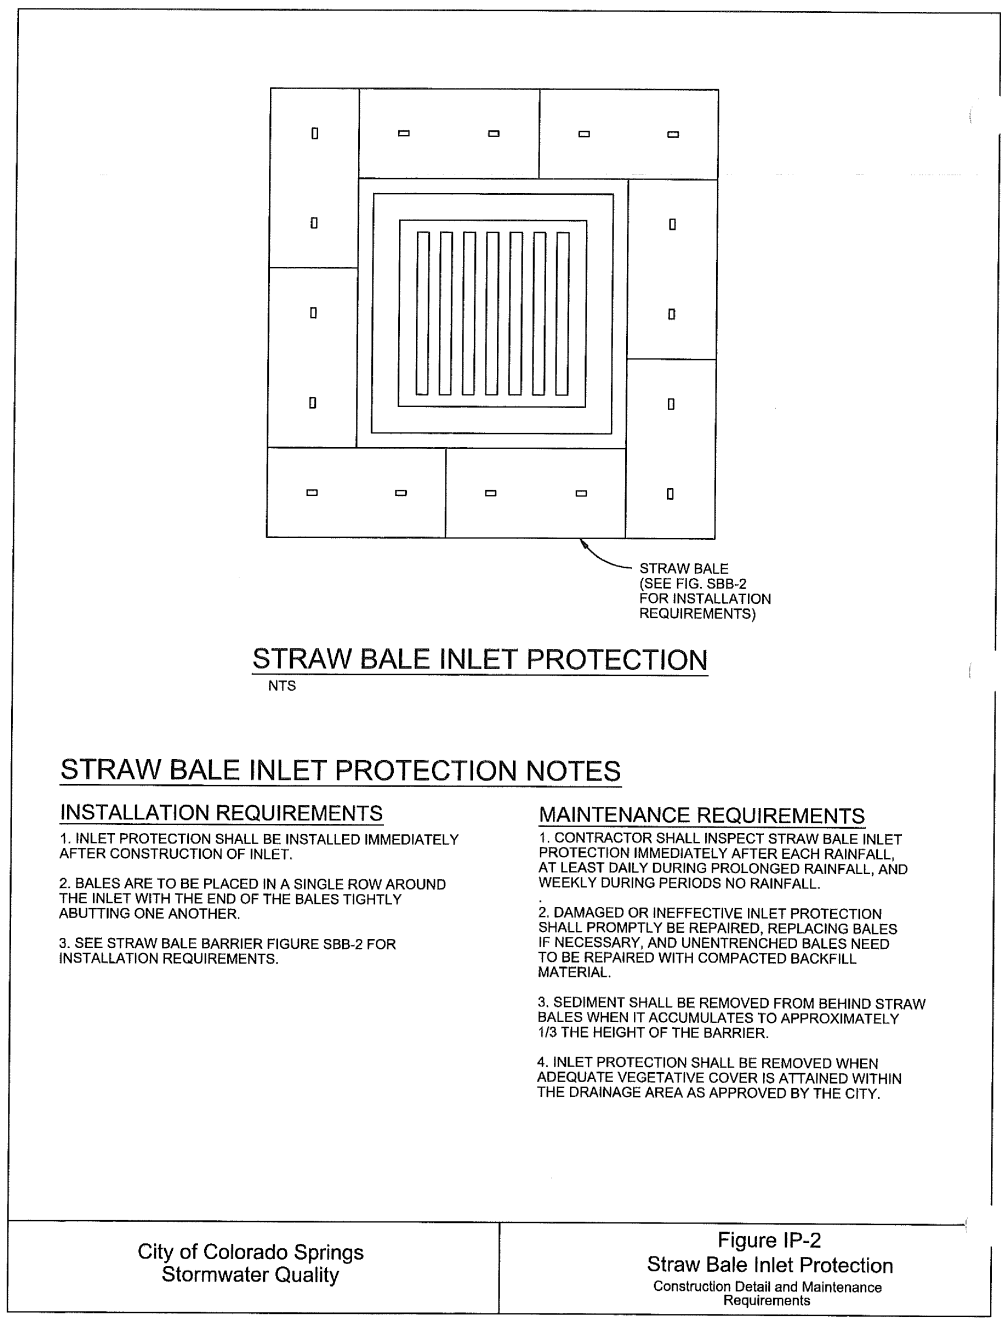 STRAW BALE
(SEE FIG. SBB-2
FOR INSTALLATION
REQUIREMENTS)
STRAW BALE INLET PROTECTION
NTS
STRAW BALE INLET PROTECTION NOTES
INSTALLATION REQUIREMENTS
1. INLET PROTECTION SHALL BE INSTALLED IMMEDIATELY
AFTER CONSTRUCTION OF INLET.
2. BALES ARE TO BE PLACED IN A SINGLE ROW AROUND
THE INLET WITH THE END OF THE BALES TIGHTLY
ABUTTING ONE ANOTHER.
3. SEE STRAW BALE BARRIER FIGURE SBB-2 FOR
INSTALLATION REQUIREMENTS.
MAINTENANCE REQUIREMENTS
1. CONTRACTOR SHALL INSPECT STRAW BALE INLET
PROTECTION IMMEDIATELY AFTER EACH RAINFALL,
AT LEAST DAILY DURING PROLONGED RAINFALL, AND
WEEKLY DURING PERIODS NO RAINFALL.
.
2. DAMAGED OR INEFFECTIVE INLET PROTECTION
SHALL PROMPTLY BE REPAIRED, REPLACING BALES
IF NECESSARY, AND UNENTRENCHED BALES NEED
TO BE REPAIRED WITH COMPACTED BACKFILL
MATERIAL.
3. SEDIMENT SHALL BE REMOVED FROM BEHIND STRAW
BALES WHEN IT ACCUMULATES TO APPROXIMATELY
1/3 THE HEIGHT OF THE BARRIER.
4. INLET PROTECTION SHALL BE REMOVED WHEN
ADEQUATE VEGETATIVE COVER IS ATTAINED WITHIN
THE DRAINAGE AREA AS APPROVED BY THE CITY.
City of Colorado Springs
Stormwater Quality
Figure IP-2
Straw Bale Inlet Protection
Construction Detail and Maintenance
Requirements